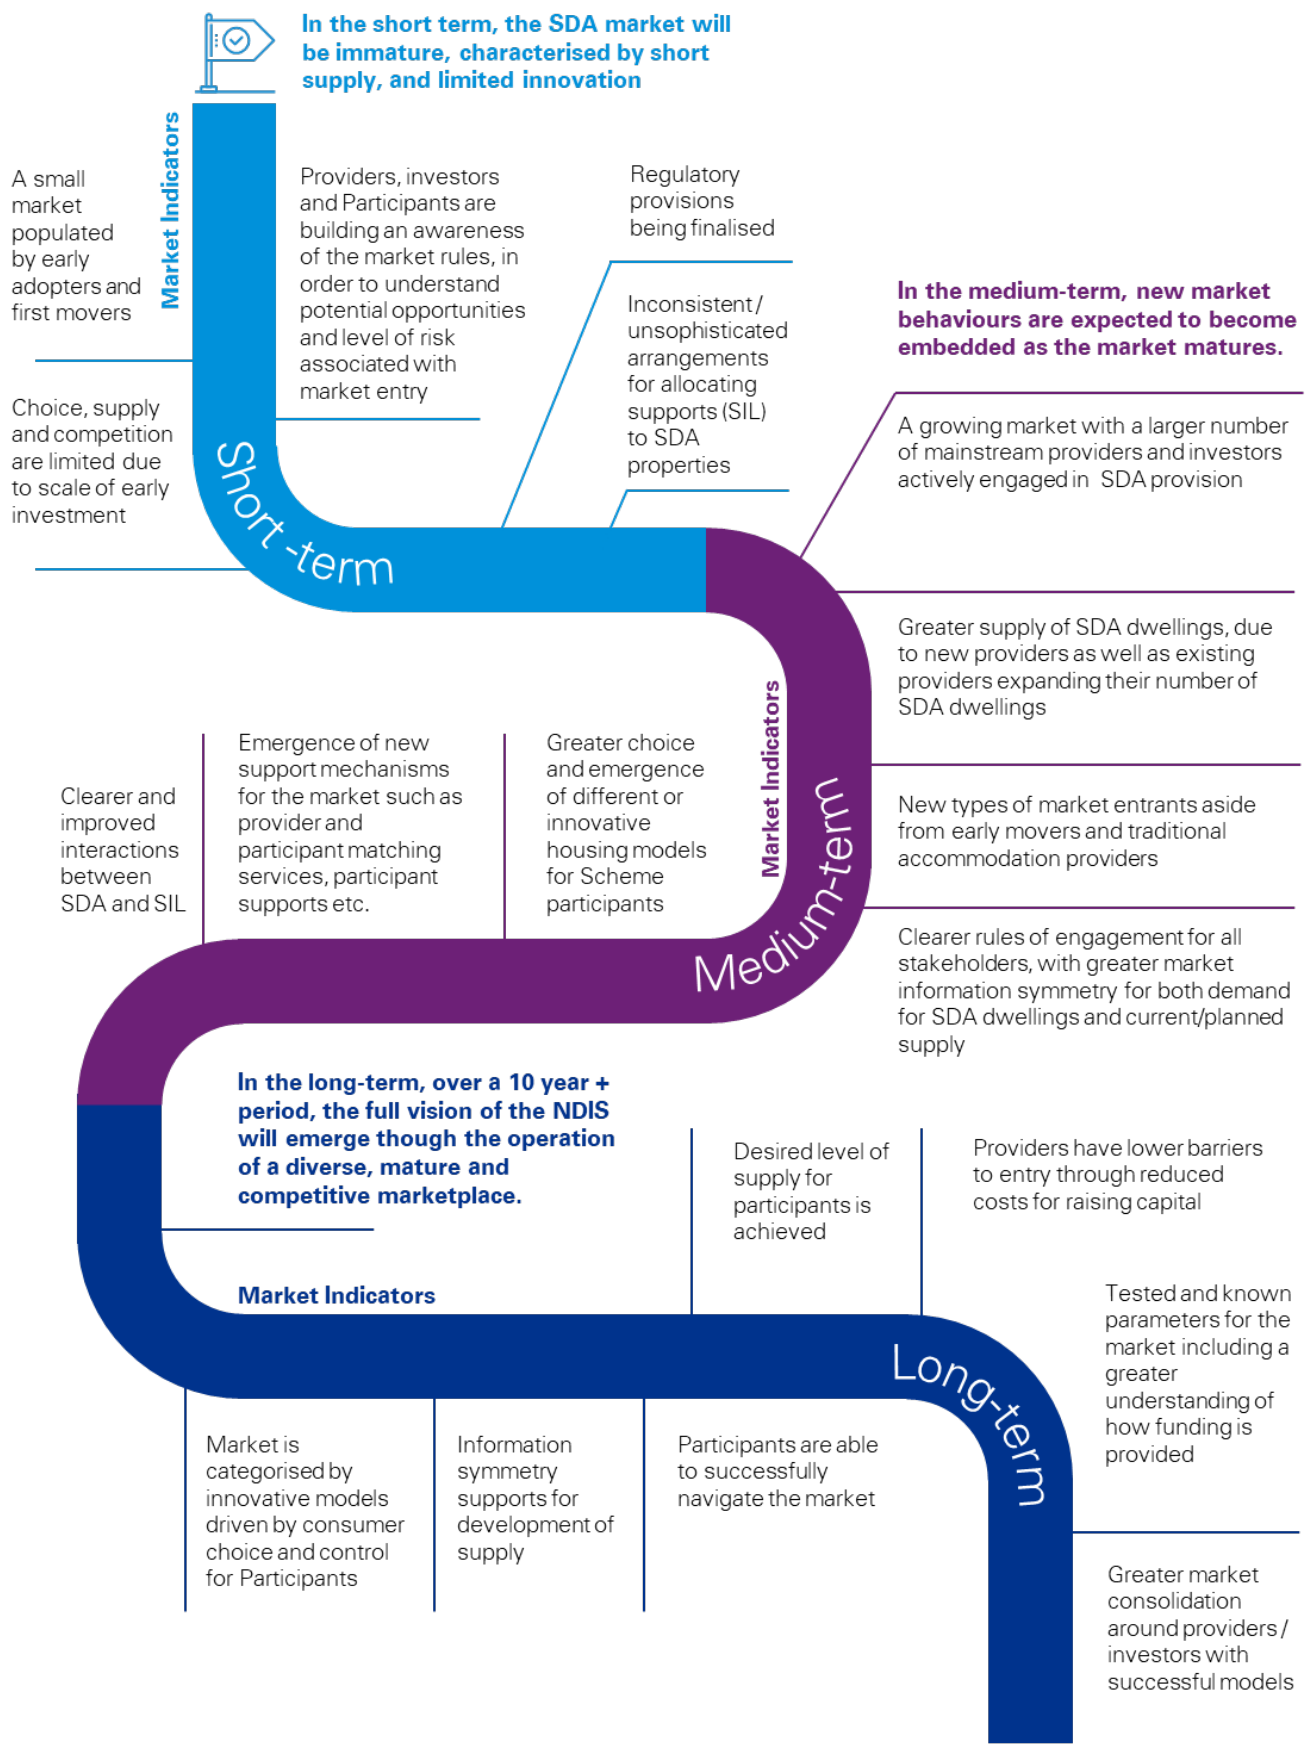 In the short term, the SDA market will
be immature, characterised by short
supply, and limited innovation
Market Indicators
A small
market
populated
by early
adopters and
first movers
Providers, investors
and Participants are
building an awareness
of the market rules, in
order to understand
potential opportunities
and level of risk
associated with
market entry
Regulatory
provisions
being finalised
Inconsistent /
unsophisticated
arrangements
for allocating
supports (SIL)
to SDA
properties
Choice, supply
and competition
are limited due
to scale of early
investment
Short-term
In the medium-term, new market
behaviours are expected to become
embedded as the market matures.
A growing market with a larger number
of mainstream providers and investors
actively engaged in SDA provision
Greater supply of SDA dwellings, due
to new providers as well as existing
providers expanding their number of
SDA dwellings
Market Indicators
New types of market entrants aside
from early movers and traditional
accommodation providers
Clearer rules of engagement for all
stakeholders, with greater market
information symmetry for both demand
for SDA dwellings and current/planned
supply
Medium-term
Greater choice
and emergence
of different or
innovative
housing models
for Scheme
participants
Emergence of new
support mechanisms
for the market such as
provider and
participant matching
services, participant
supports etc.
Clearer and
improved
interactions
between
SDA and SIL
In the long-term, over a 10 year +
period, the full vision of the NDIS
will emerge though the operation
of a diverse, mature and
competitive marketplace.
Market Indicators
Desired level of
supply for
participants is
achieved
Providers have lower barriers
to entry through reduced
costs for raising capital
Long-term
Tested and known
parameters for the
market including a
greater
understanding of
how funding is
provided
Market is
categorised by
innovative models
driven by consumer
choice and control
for Participants
Information
symmetry
supports for
development of
supply
Participants are able
to successfully
navigate the market
Greater market
consolidation
around providers /
investors with
successful models